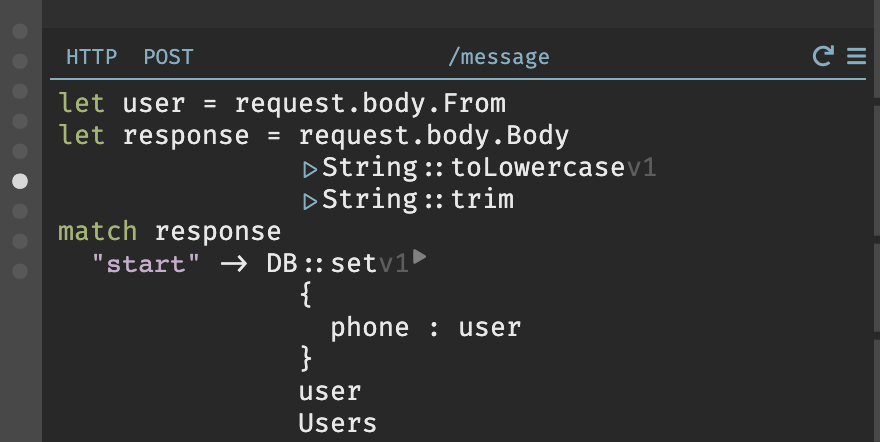 HTTP POST /message
let user = request.body.From
let response = request.body.Body
▷String::toLowercasev1
▷String::trim
match response
"start" -> DB::setv1▶
{
phone : user
}
user
Users